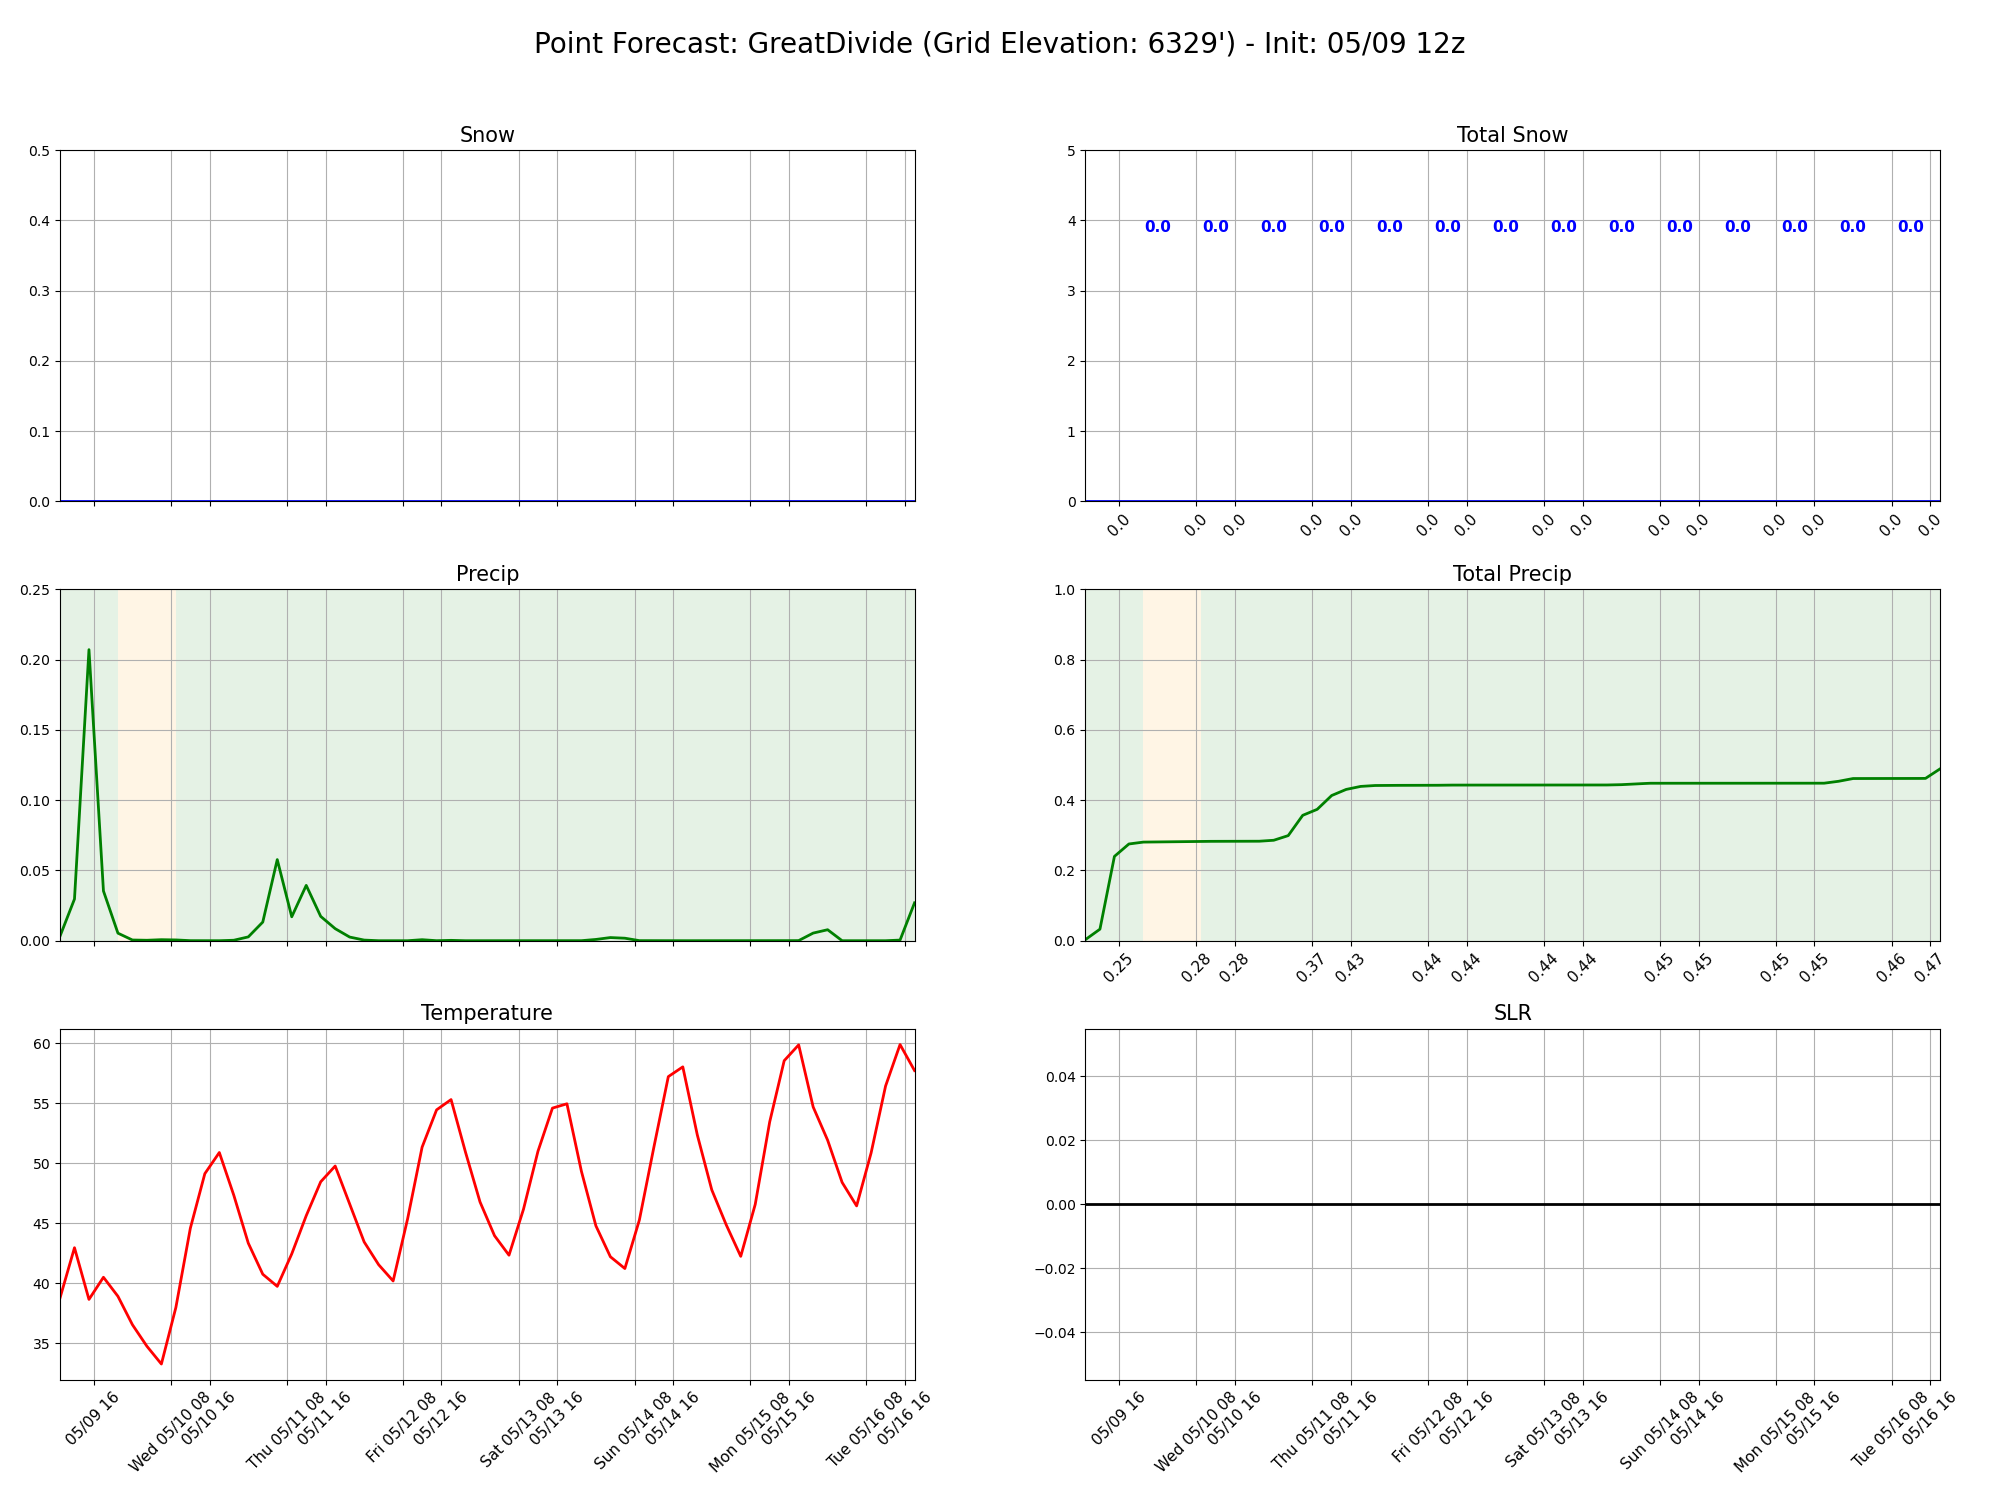 Point Forecast: GreatDivide (Grid Elevation: 6329') - Init: 05/09 12z
Snow
0.5
0.4
0.3
0.2
0.1
0.0
Total Snow
5
4
3
2
1
0
0.0 0.0 0.0 0.0 0.0 0.0 0.0 0.0 0.0 0.0 0.0 0.0 0.0 0.0
0.0 0.0 0.0 0.0 0.0 0.0 0.0 0.0 0.0 0.0 0.0 0.0 0.0 0.0 0.0
Precip
0.25
0.20
0.15
0.10
0.05
0.00
Total Precip
1.0
0.8
0.6
0.4
0.2
0.0
0.25 0.28 0.28 0.37 0.43 0.44 0.44 0.44 0.44 0.45 0.45 0.45 0.45 0.46 0.47
Temperature
60
55
50
45
40
35
05/09 16
Wed 05/10 08
05/10 16
Thu 05/11 08
05/11 16
Fri 05/12 08
05/12 16
Sat 05/13 08
05/13 16
Sun 05/14 08
05/14 16
Mon 05/15 08
05/15 16
Tue 05/16 08
05/16 16
SLR
0.04
0.02
0.00
−0.02
−0.04
05/09 16
Wed 05/10 08
05/10 16
Thu 05/11 08
05/11 16
Fri 05/12 08
05/12 16
Sat 05/13 08
05/13 16
Sun 05/14 08
05/14 16
Mon 05/15 08
05/15 16
Tue 05/16 08
05/16 16